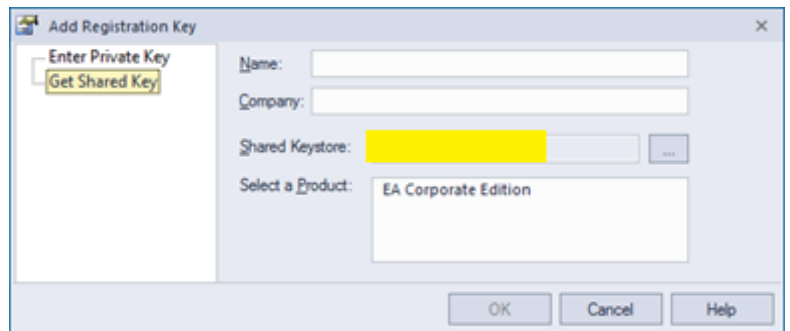 Add Registration Key
Enter Private Key
Get Shared Key
Name:
Company:
Shared Keystore:
...
Select a Product:
EA Corporate Edition
OK
Cancel
Help